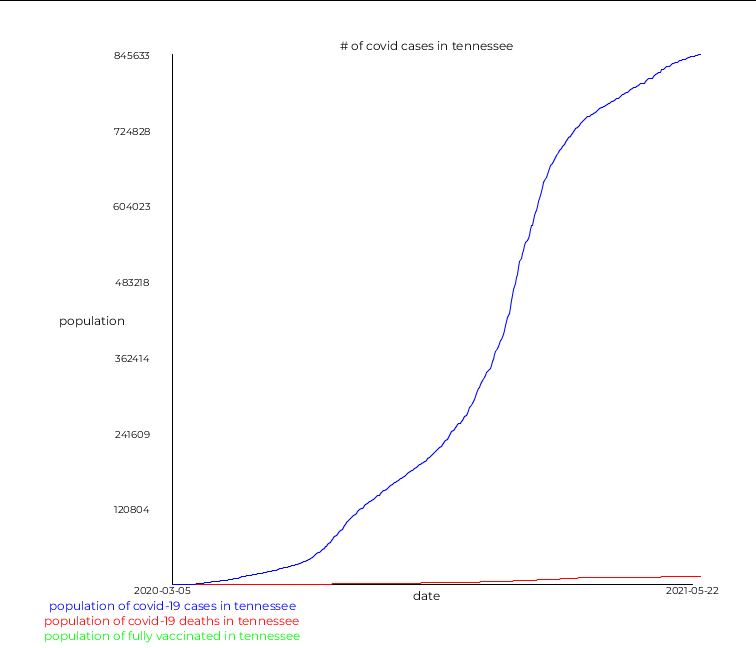 # of covid cases in tennessee
845633
724828
604023
483218
population
362414
241609
120804
2020-03-05
2021-05-22
date
population of covid-19 cases in tennessee
population of covid-19 deaths in tennessee
population of fully vaccinated in tennessee